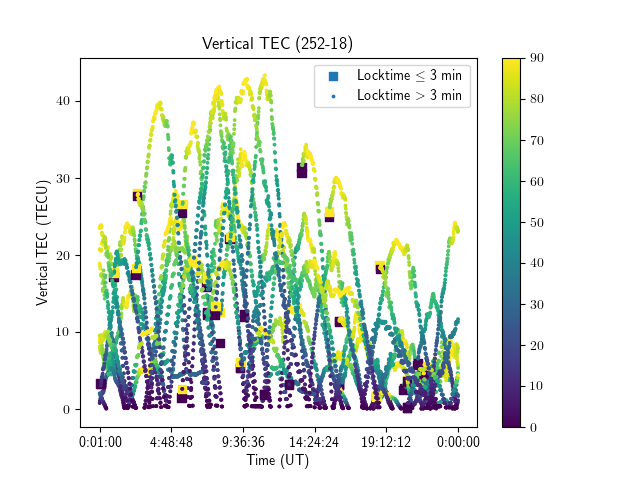 Vertical TEC (252-18)
Locktime ≤ 3 min
Locktime > 3 min
Vertical TEC (TECU)
40
30
20
10
0
0:01:00 4:48:48 9:36:36 14:24:24 19:12:12 0:00:00
Time (UT)
90
80
70
60
50
40
30
20
10
0